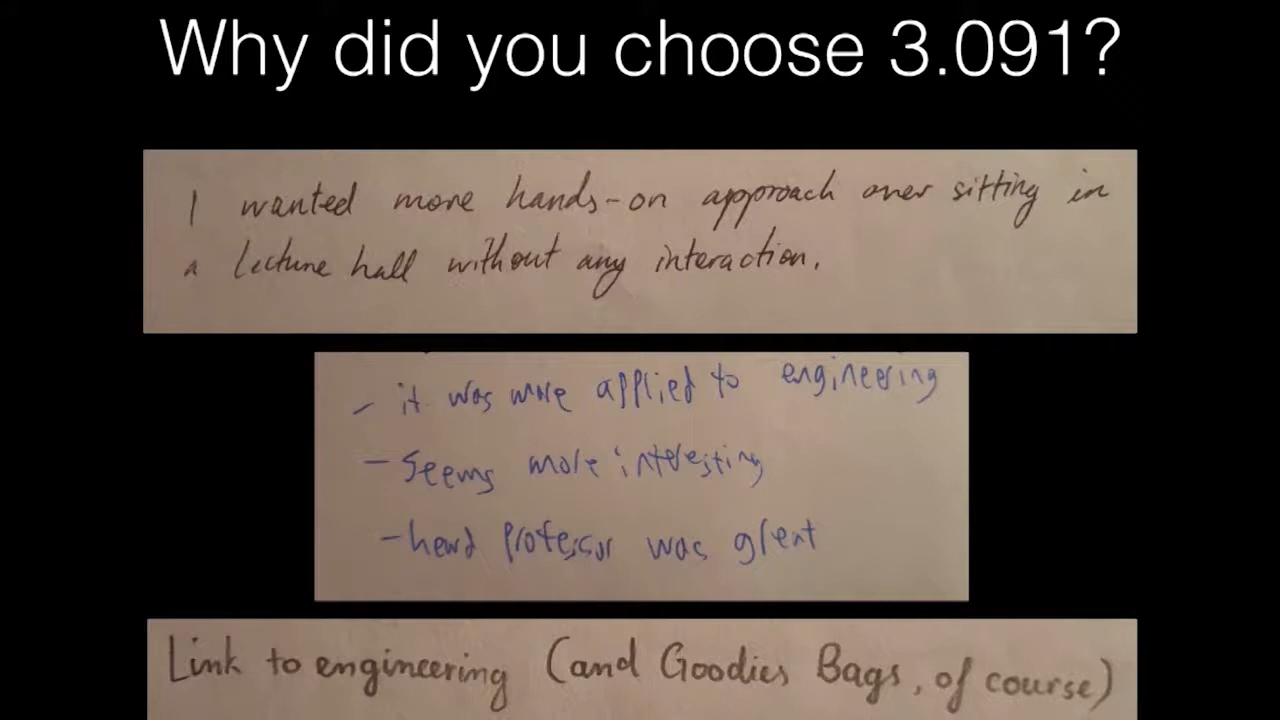 Why did you choose 3.091?
I wanted more hands-on approach over sitting in
a lecture hall without any interaction.
- it was more applied to engineering
- seems more interesting
- heard professor was great
Link to engineering (and Goodies Bags, of course)